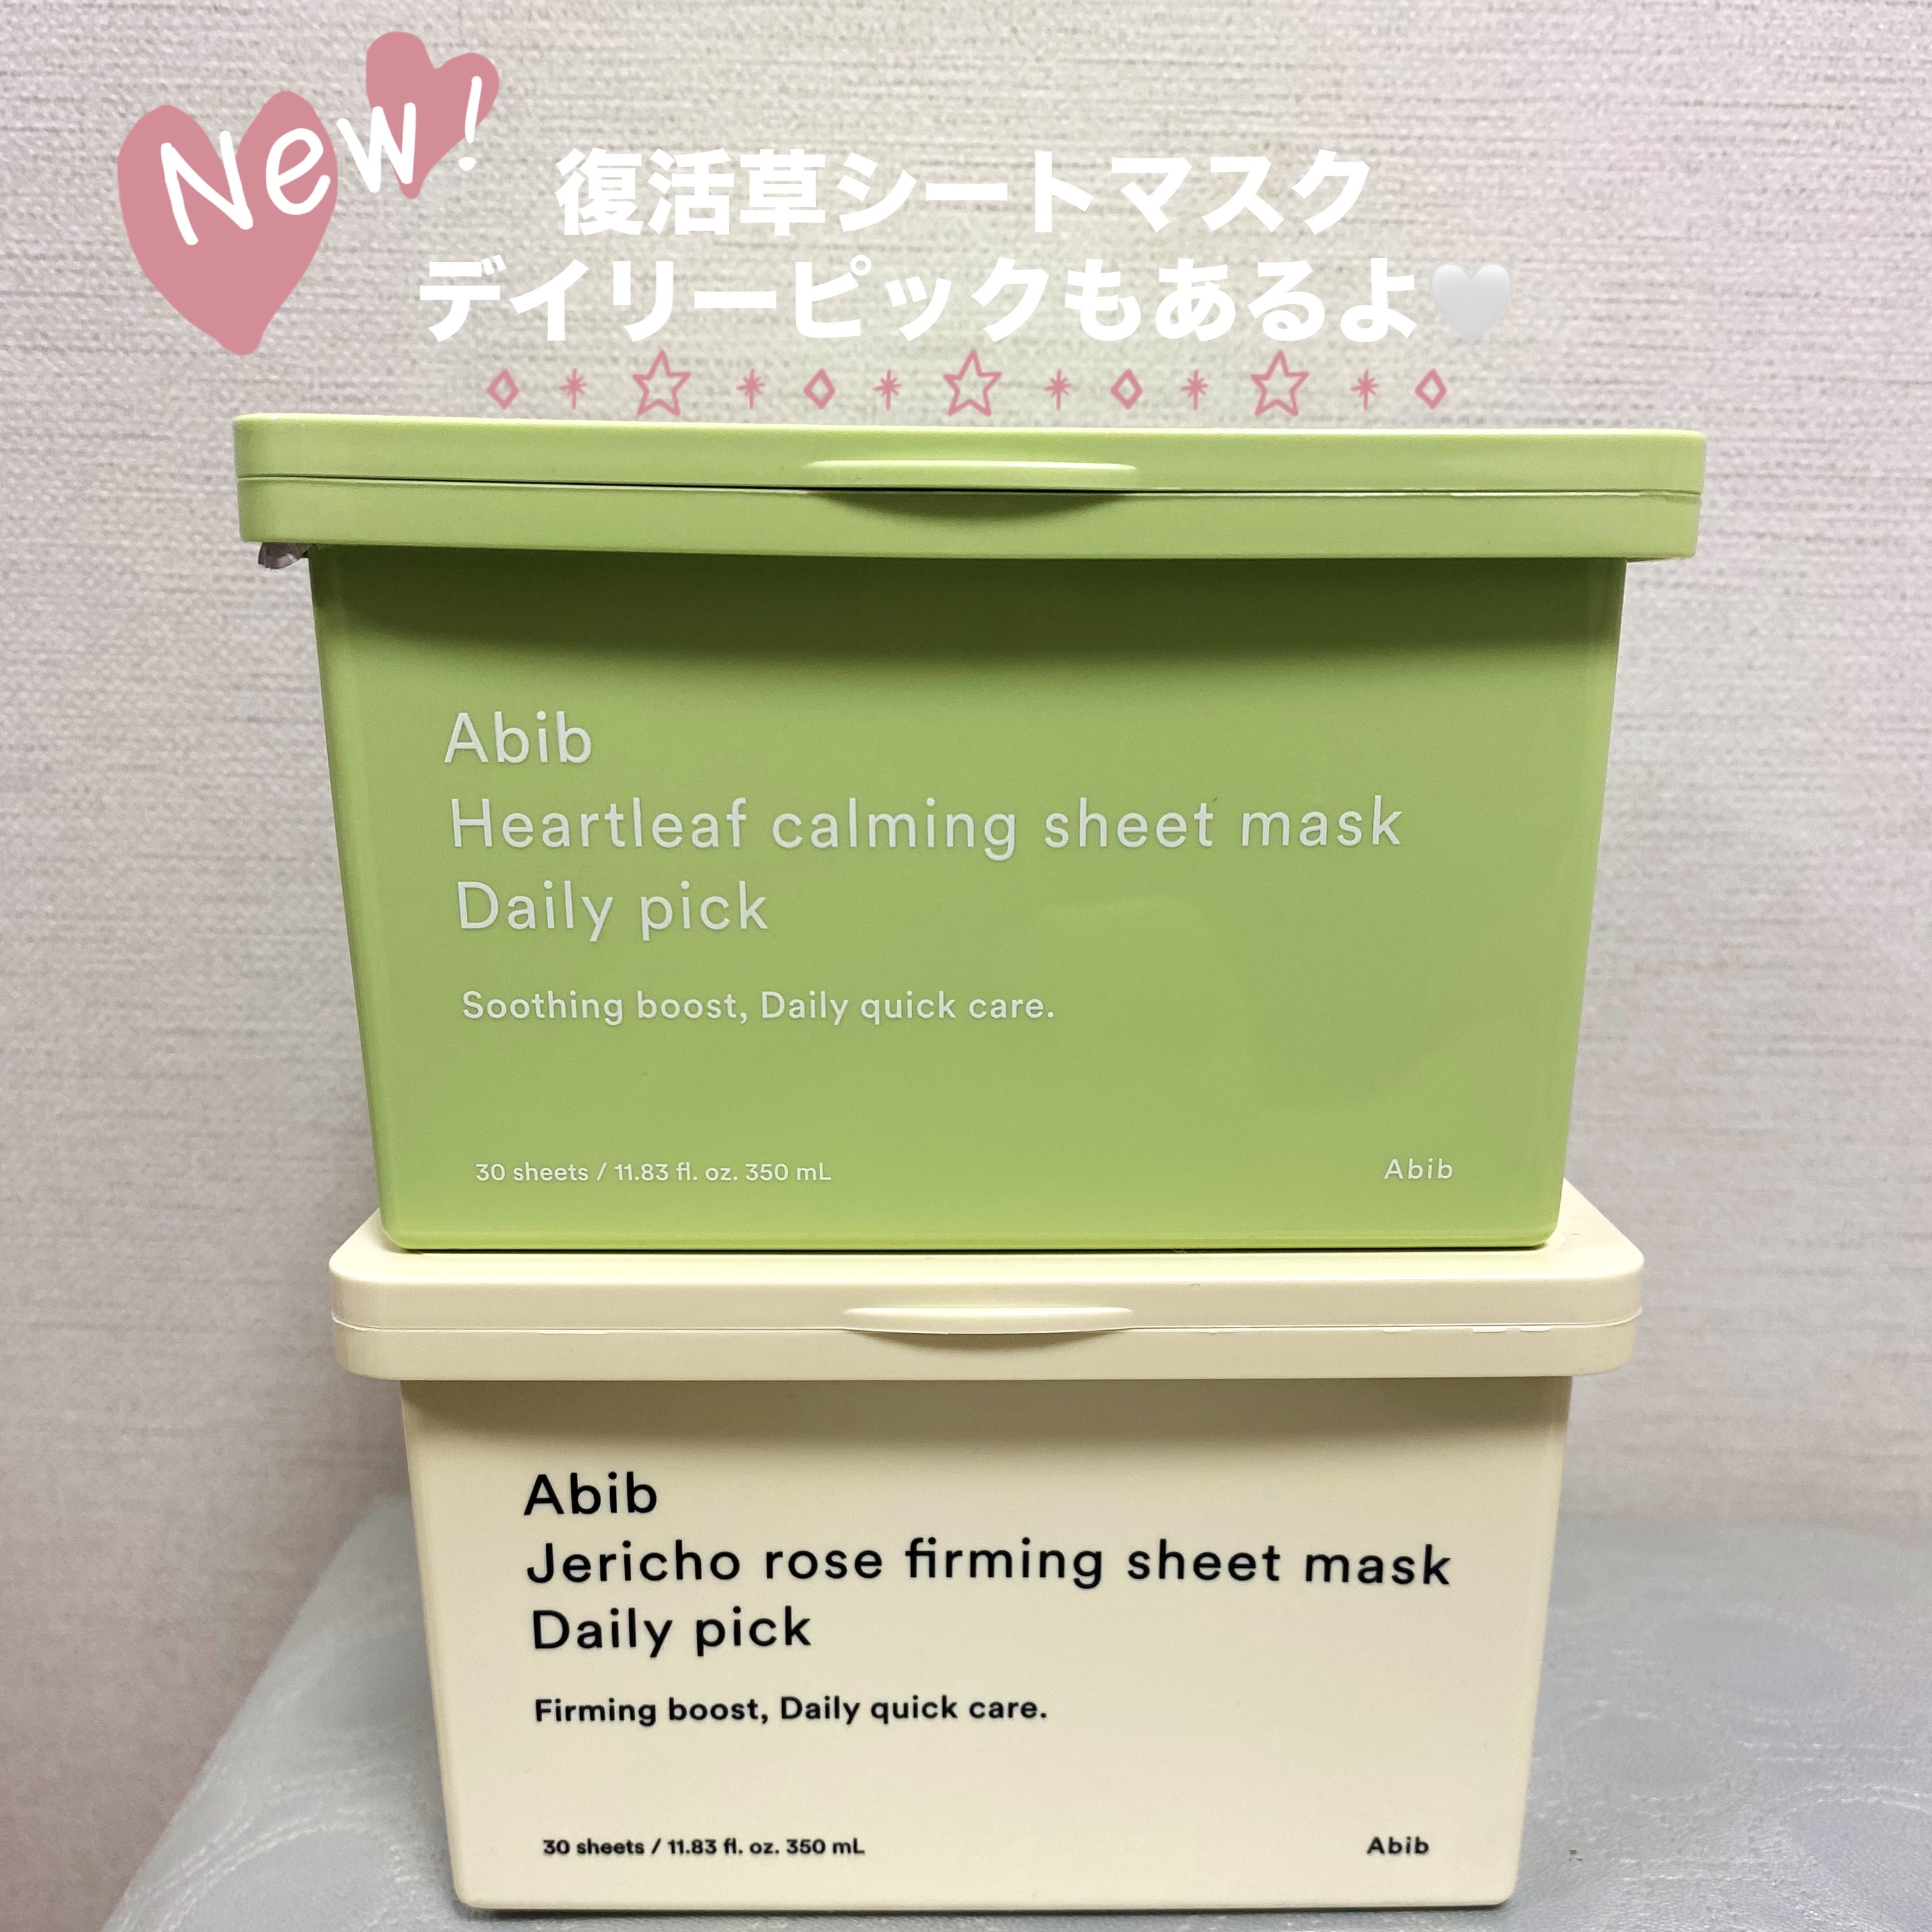 New!
復活草シートマスク
デイリーピックもあるよ🤍
Abib
Heartleaf calming sheet mask
Daily pick
Soothing boost, Daily quick care.
30 sheets / 11.83 fl. oz. 350 mL
Abib
Abib
Jericho rose firming sheet mask
Daily pick
Firming boost, Daily quick care.
30 sheets / 11.83 fl. oz. 350 mL
Abib